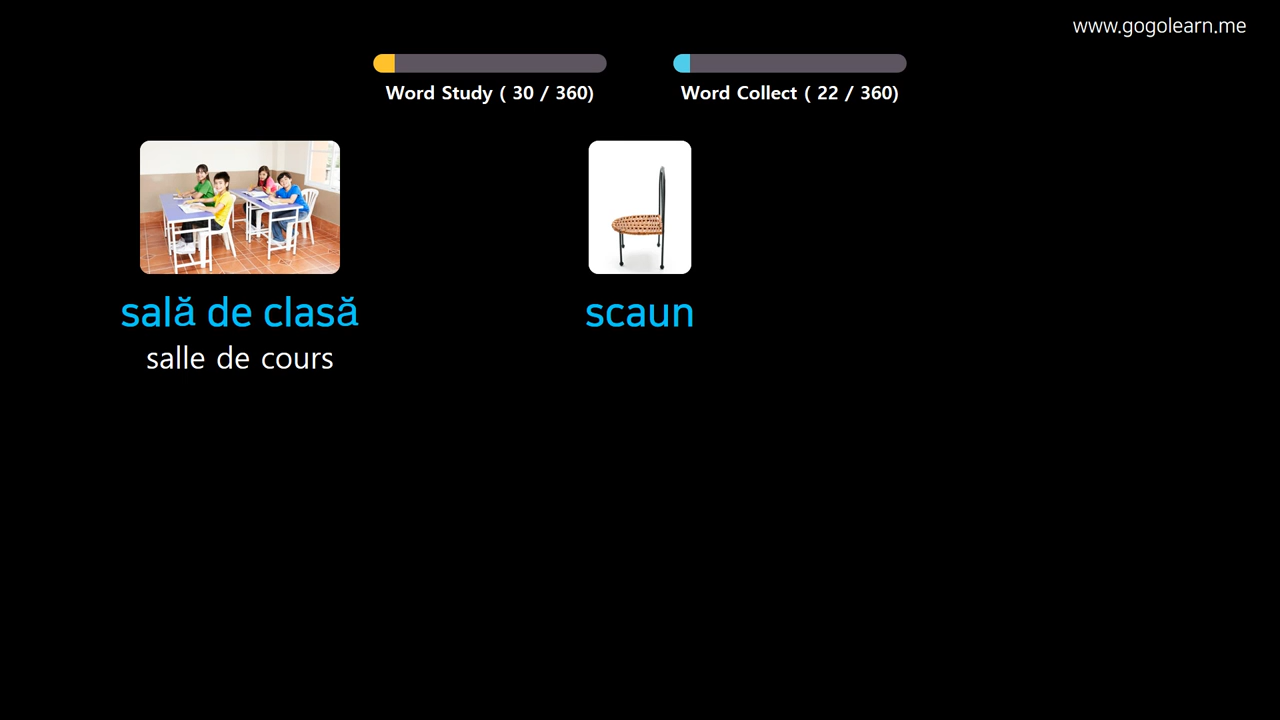 www.gogolearn.me
Word Study ( 30 / 360)
Word Collect ( 22 / 360)
sală de clasă
scaun
salle de cours